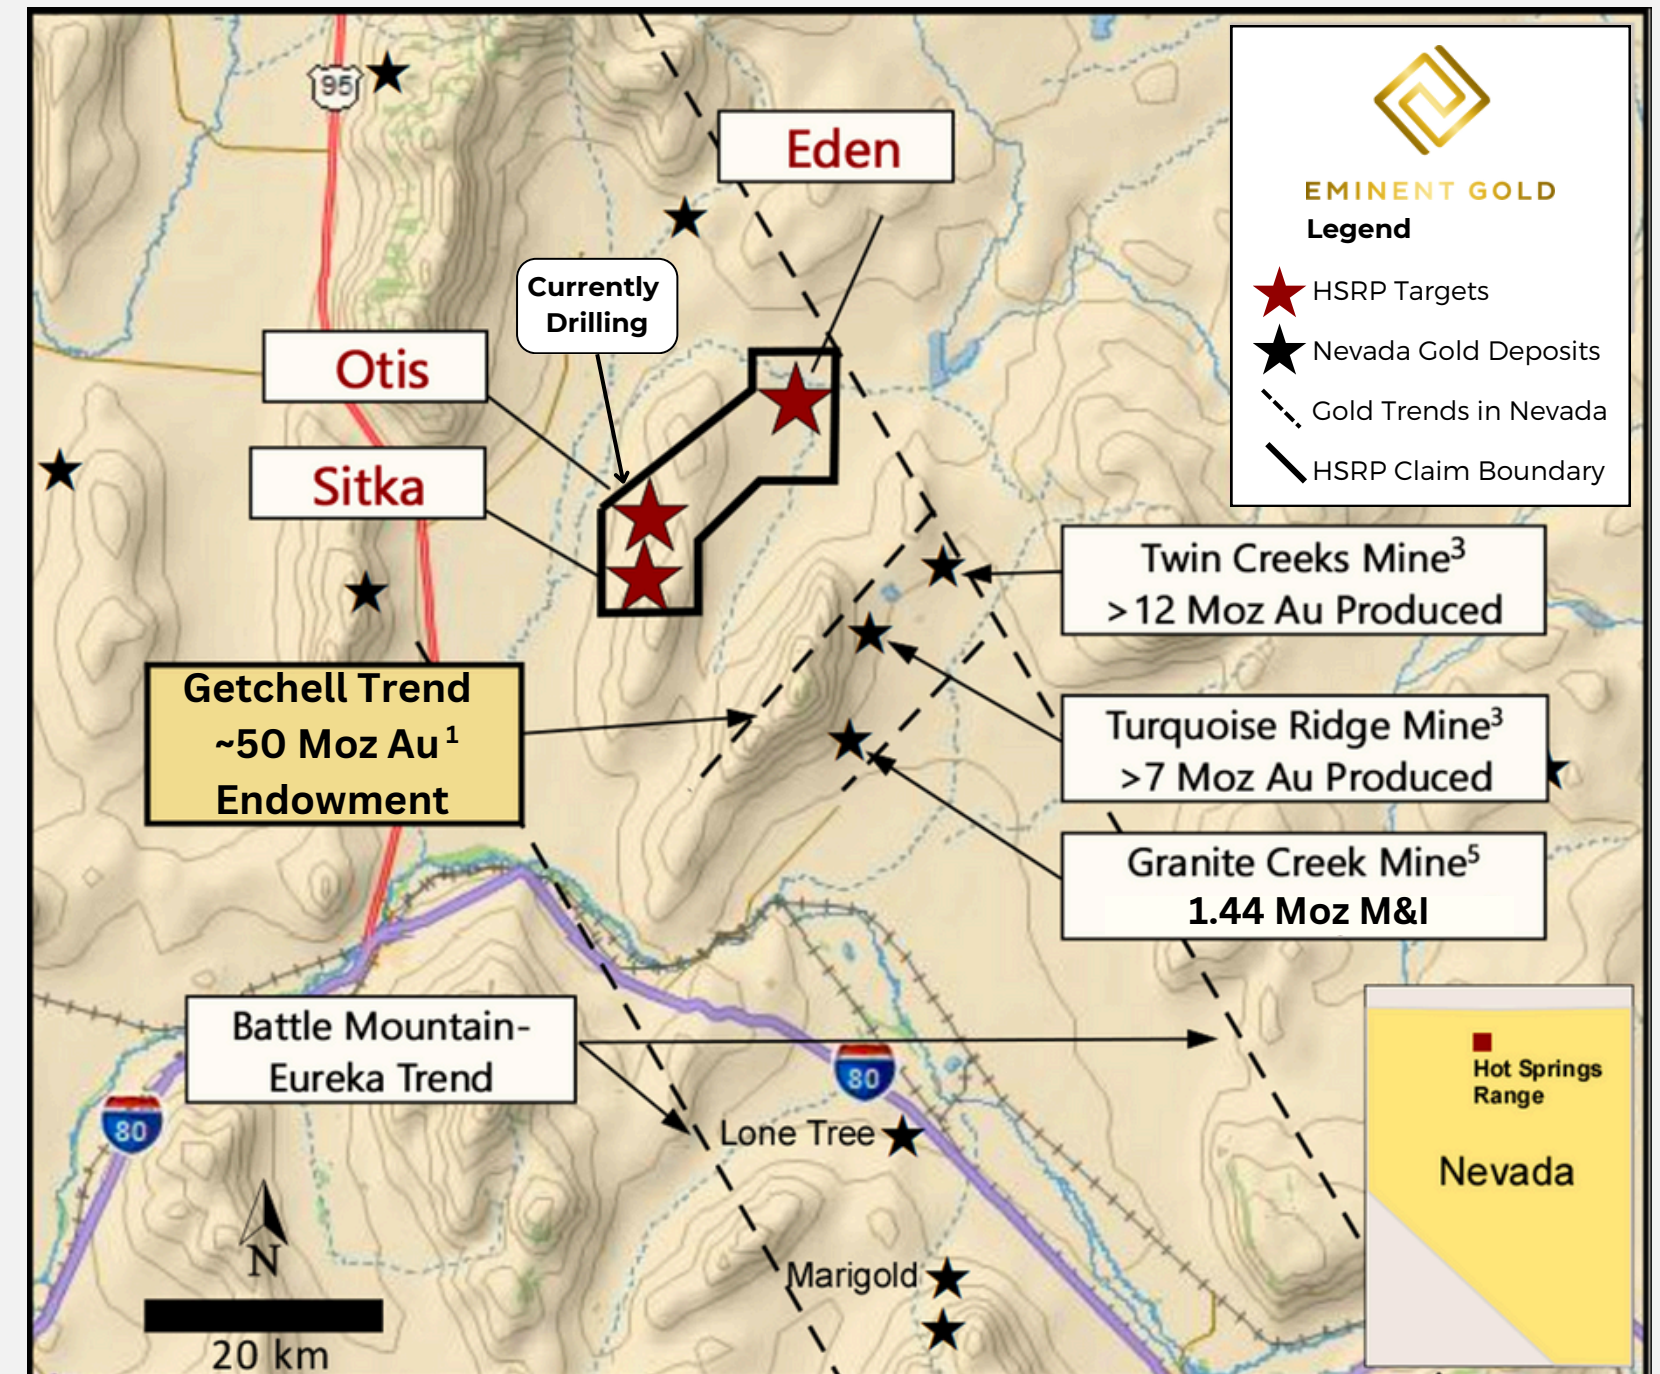 95
Eden
EMINENT GOLD
Legend
HSRP Targets
Nevada Gold Deposits
Gold Trends in Nevada
HSRP Claim Boundary
Currently
Drilling
Otis
Sitka
Twin Creeks Mine³
>12 Moz Au Produced
Getchell Trend
~50 Moz Au¹
Endowment
Turquoise Ridge Mine³
>7 Moz Au Produced
Granite Creek Mine⁵
1.44 Moz M&I
Battle Mountain-
Eureka Trend
80
80
Lone Tree
Marigold
Hot Springs
Range
Nevada
N
20 km